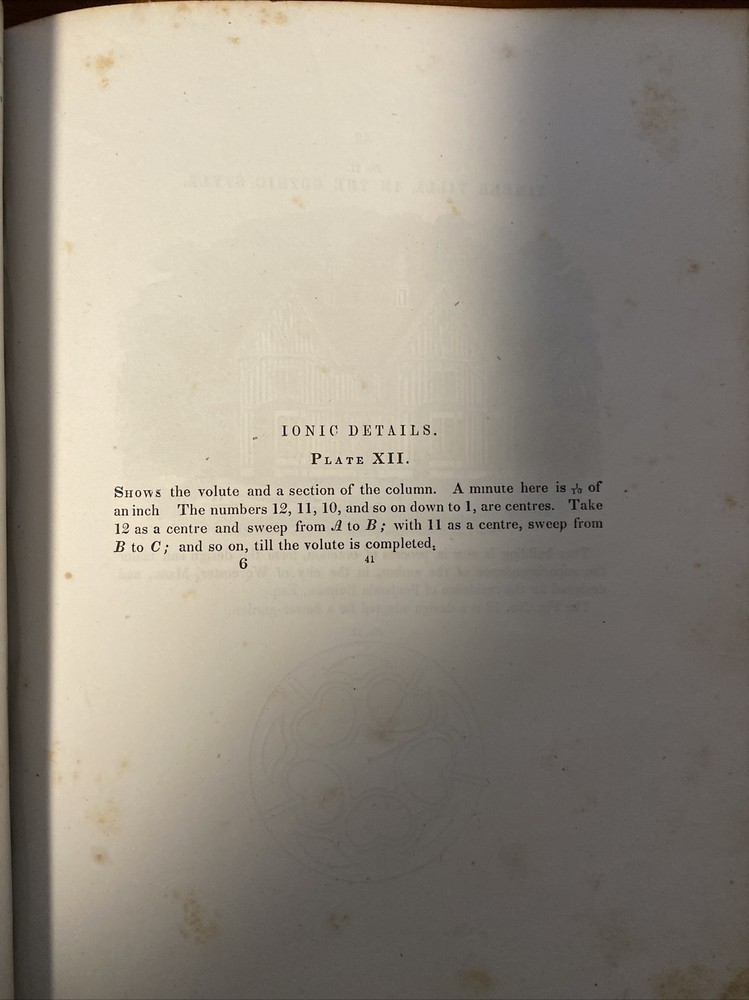 IONIC DETAILS.
PLATE XII.
SHOWS the volute and a section of the column. A minute here is 1/10 of
an inch The numbers 12, 11, 10, and so on down to 1, are centres. Take
12 as a centre and sweep from A to B; with 11 as a centre, sweep from
B to C; and so on, till the volute is completed.
6 41